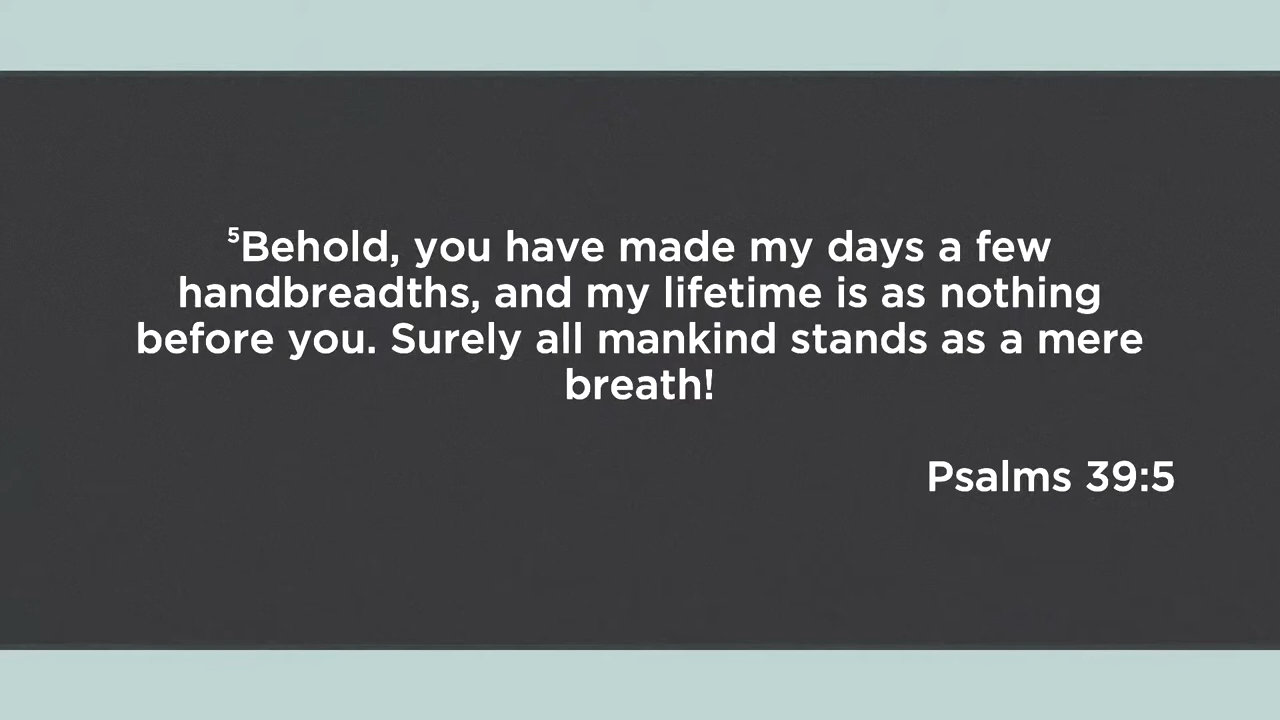 ⁵Behold, you have made my days a few
handbreadths, and my lifetime is as nothing
before you. Surely all mankind stands as a mere
breath!
Psalms 39:5